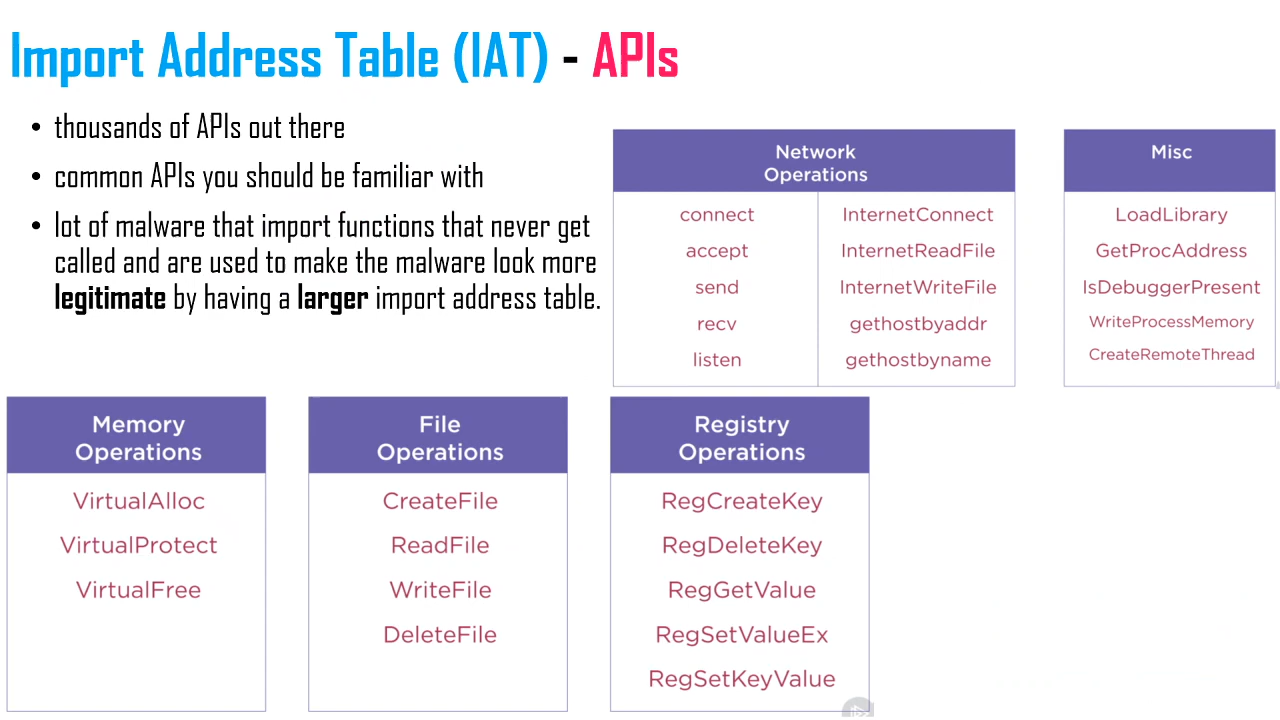 Import Address Table (IAT) - APIs
• thousands of APIs out there
• common APIs you should be familiar with
• lot of malware that import functions that never get
called and are used to make the malware look more
legitimate by having a larger import address table.
Network
Operations
connect
accept
send
recv
listen
InternetConnect
InternetReadFile
InternetWriteFile
gethostbyaddr
gethostbyname
Misc
LoadLibrary
GetProcAddress
IsDebuggerPresent
WriteProcessMemory
CreateRemoteThread
Memory
Operations
VirtualAlloc
VirtualProtect
VirtualFree
File
Operations
CreateFile
ReadFile
WriteFile
DeleteFile
Registry
Operations
RegCreateKey
RegDeleteKey
RegGetValue
RegSetValueEx
RegSetKeyValue